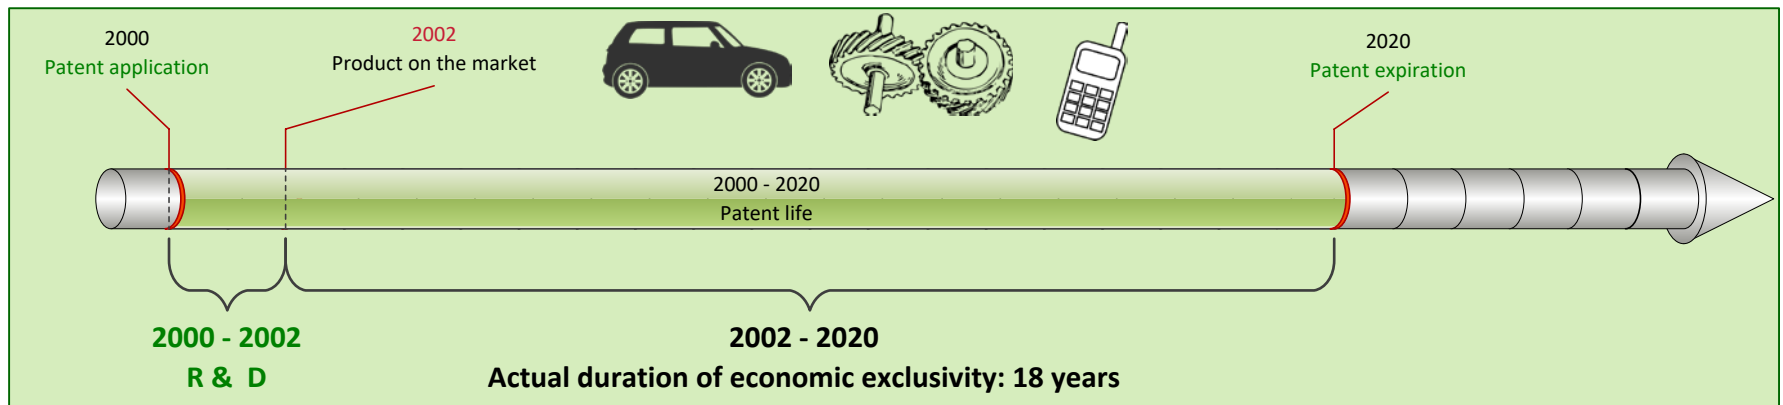 2000
Patent application
2002
Product on the market
2020
Patent expiration
2000 - 2020
Patent life
2000 - 2002
R & D
2002 - 2020
Actual duration of economic exclusivity: 18 years